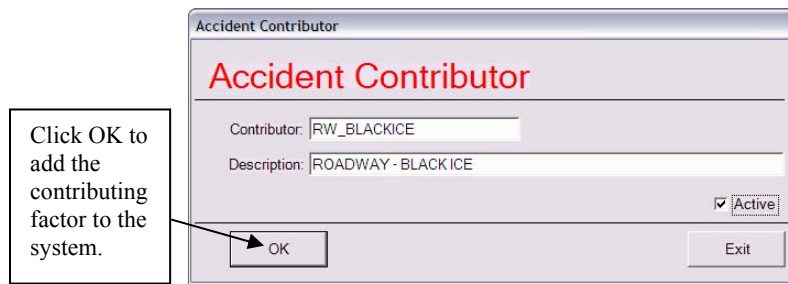 Accident Contributor
Accident Contributor
Contributor: RW_BLACKICE
Description: ROADWAY - BLACK ICE
Active
OK
Exit
Click OK to
add the
contributing
factor to the
system.